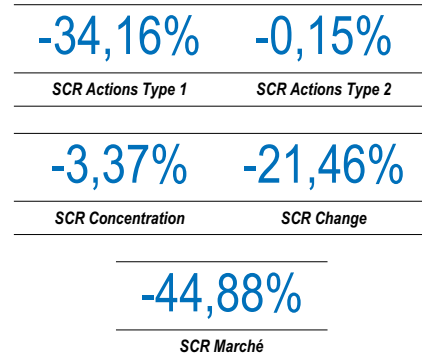 -34,16% -0,15%
SCR Actions Type 1 SCR Actions Type 2
-3,37% -21,46%
SCR Concentration SCR Change
-44,88%
SCR Marché